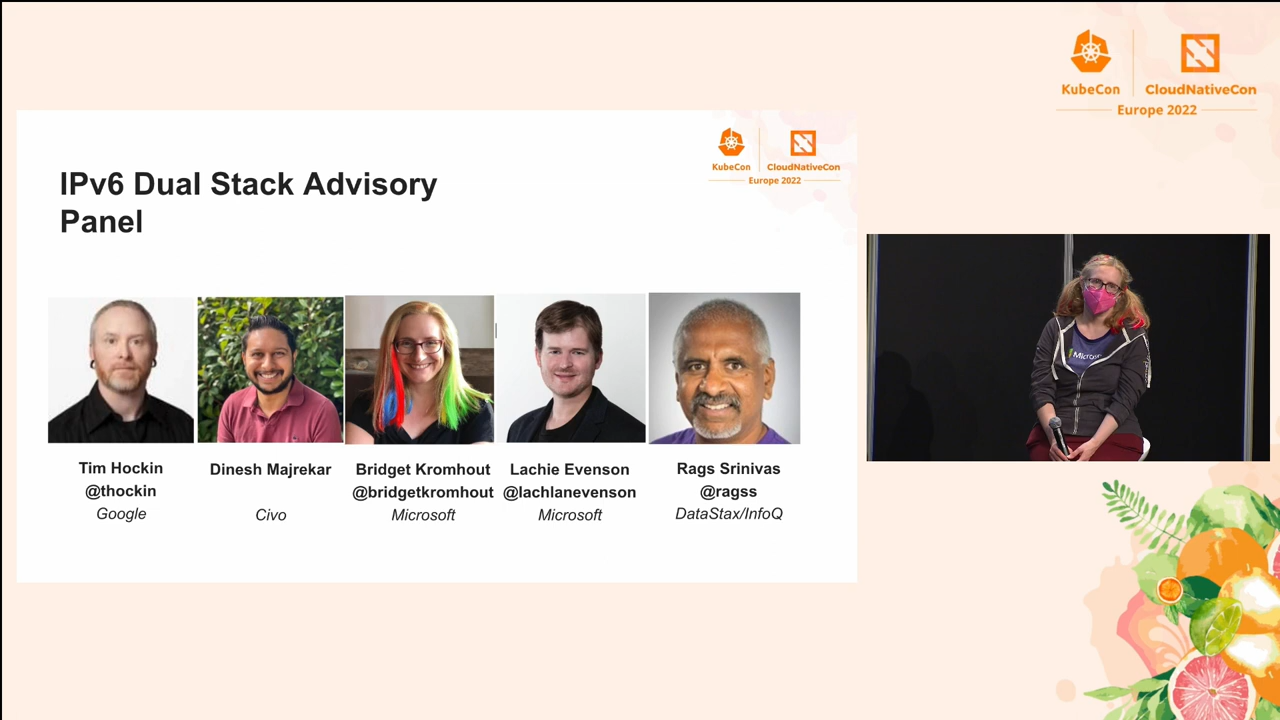 KubeCon
CloudNativeCon
Europe 2022
KubeCon
CloudNativeCon
Europe 2022
IPv6 Dual Stack Advisory
Panel
Tim Hockin
@thockin
Google
Dinesh Majrekar
Civo
Bridget Kromhout
@bridgetkromhout
Microsoft
Lachie Evenson
@lachlanevenson
Microsoft
Rags Srinivas
@ragss
DataStax/InfoQ